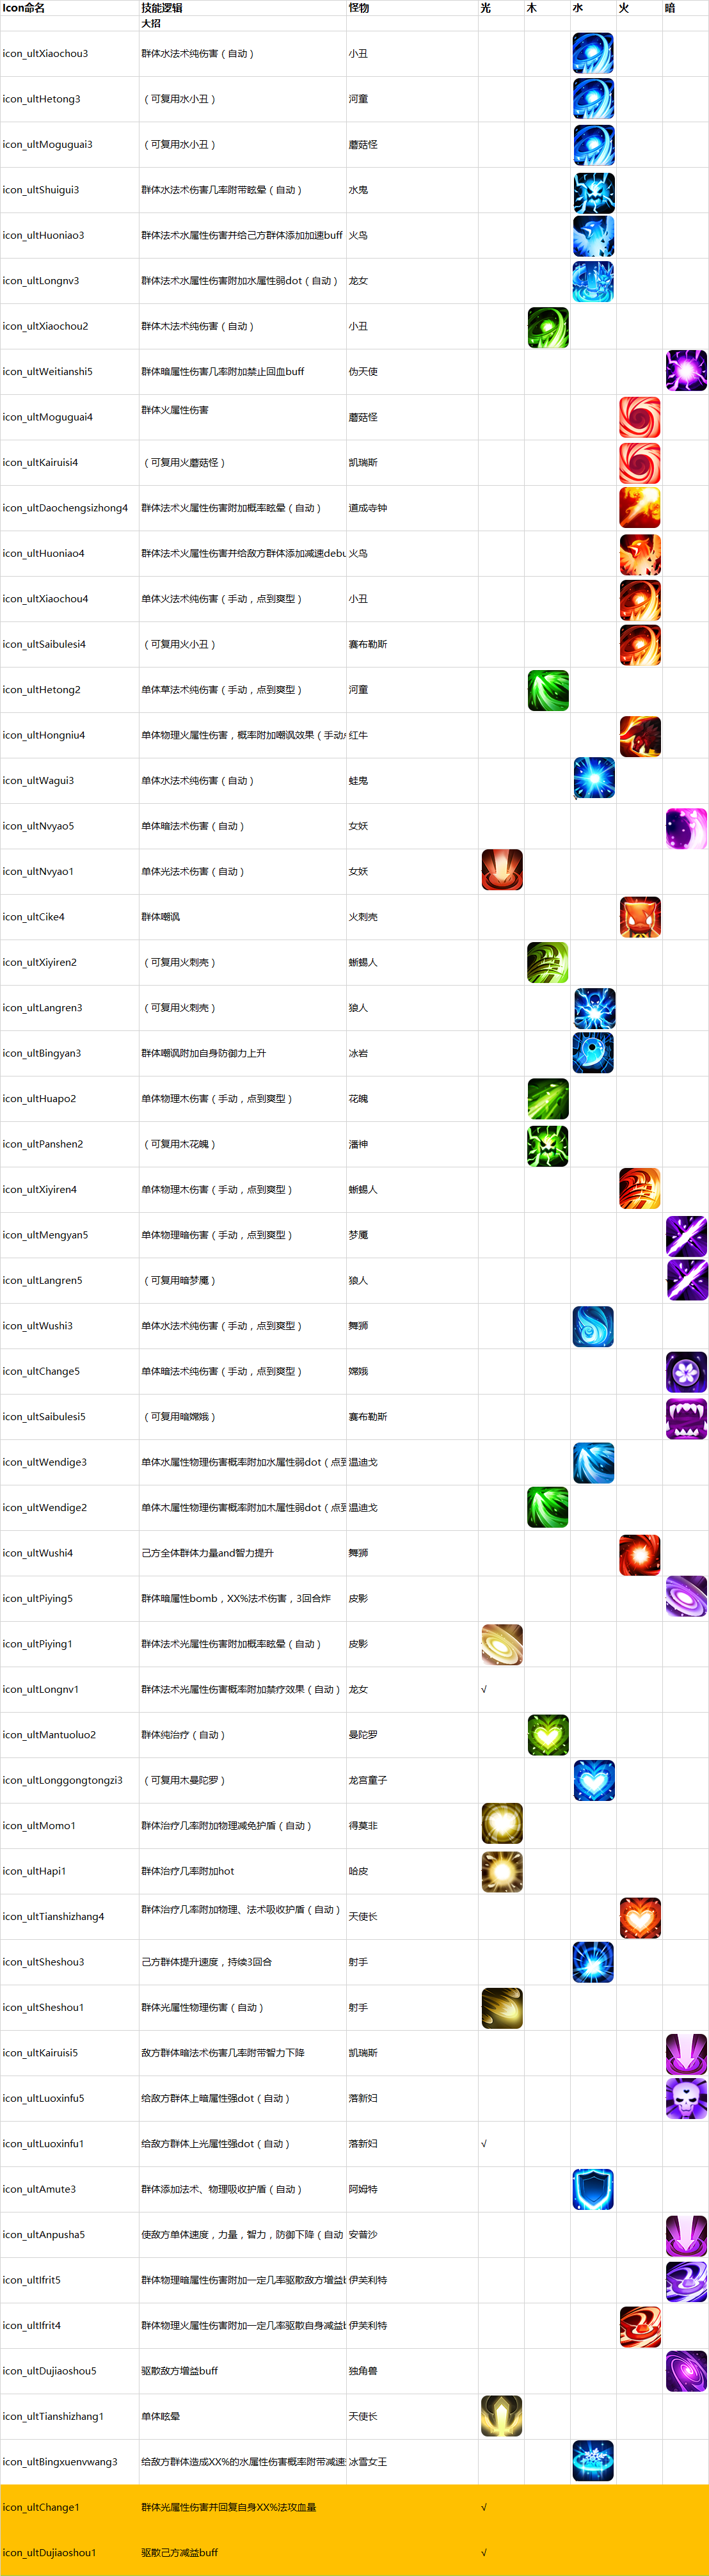 Icon命名 技能逻辑 怪物 光 木 水 火 暗
大招
icon_ultXiaochou3 群体水法术纯伤害（自动） 小丑
icon_ultHetong3 （可复用水小丑） 河童
icon_ultMoguguai3 （可复用水小丑） 蘑菇怪
icon_ultShuigui3 群体水法术伤害几率附带眩晕（自动） 水鬼
icon_ultHuoniao3 群体法术水属性伤害并给己方群体添加加速buff 火鸟
icon_ultLongnv3 群体法术水属性伤害附加水属性弱dot（自动） 龙女
icon_ultXiaochou2 群体木法术纯伤害（自动） 小丑
icon_ultWeitianshi5 群体暗属性伤害几率附加禁止回血buff 伪天使
icon_ultMoguguai4 群体火属性伤害 蘑菇怪
icon_ultKairuisi4 （可复用火蘑菇怪） 凯瑞斯
icon_ultDaochengsizhong4 群体法术火属性伤害附加概率眩晕（自动） 道成寺钟
icon_ultHuoniao4 群体法术火属性伤害并给敌方群体添加减速debu 火鸟
icon_ultXiaochou4 单体火法术纯伤害（手动，点到爽型） 小丑
icon_ultSaibulesi4 （可复用火小丑） 赛布勒斯
icon_ultHetong2 单体草法术纯伤害（手动，点到爽型） 河童
icon_ultHongniu4 单体物理火属性伤害，概率附加嘲讽效果（手动 红牛
icon_ultWagui3 单体水法术纯伤害（自动） 蛙鬼
icon_ultNvyao5 单体暗法术伤害（自动） 女妖
icon_ultNvyao1 单体光法术伤害（自动） 女妖
icon_ultCike4 群体嘲讽 火刺壳
icon_ultXiyiren2 （可复用火刺壳） 蜥蜴人
icon_ultLangren3 （可复用火刺壳） 狼人
icon_ultBingyan3 群体嘲讽附加自身防御力上升 冰岩
icon_ultHuapo2 单体物理木伤害（手动，点到爽型） 花魄
icon_ultPanshen2 （可复用木花魄） 潘神
icon_ultXiyiren4 单体物理木伤害（手动，点到爽型） 蜥蜴人
icon_ultMengyan5 单体物理暗伤害（手动，点到爽型） 梦魇
icon_ultLangren5 （可复用暗梦魇） 狼人
icon_ultWushi3 单体水法术纯伤害（手动，点到爽型） 舞狮
icon_ultChange5 单体暗法术纯伤害（手动，点到爽型） 嫦娥
icon_ultSaibulesi5 （可复用暗嫦娥） 赛布勒斯
icon_ultWendige3 单体水属性物理伤害概率附加水属性弱dot（点到 温迪戈
icon_ultWendige2 单体木属性物理伤害概率附加木属性弱dot（点到 温迪戈
icon_ultWushi4 己方全体群体力量and智力提升 舞狮
icon_ultPiying5 群体暗属性bomb，XX%法术伤害，3回合炸 皮影
icon_ultPiying1 群体法术光属性伤害附加概率眩晕（自动） 皮影
icon_ultLongnv1 群体法术光属性伤害概率附加禁疗效果（自动） 龙女 √
icon_ultMantuoluo2 群体纯治疗（自动） 曼陀罗
icon_ultLonggongtongzi3 （可复用木曼陀罗） 龙宫童子
icon_ultMomo1 群体治疗几率附加物理减免护盾（自动） 得莫菲
icon_ultHapi1 群体治疗几率附加hot 哈皮
icon_ultTianshizhang4 群体治疗几率附加物理、法术吸收护盾（自动） 天使长
icon_ultSheshou3 己方群体提升速度，持续3回合 射手
icon_ultSheshou1 群体光属性物理伤害（自动） 射手
icon_ultKairuisi5 敌方群体暗法术伤害几率附带智力下降 凯瑞斯
icon_ultLuoxinfu5 给敌方群体上暗属性强dot（自动） 落新妇
icon_ultLuoxinfu1 给敌方群体上光属性强dot（自动） 落新妇 √
icon_ultAmute3 群体添加法术、物理吸收护盾（自动） 阿姆特
icon_ultAnpusha5 使敌方单体速度，力量，智力，防御下降（自动 安普沙
icon_ultIfrit5 群体物理暗属性伤害附加一定几率驱散敌方增益b 伊芙利特
icon_ultIfrit4 群体物理火属性伤害附加一定几率驱散自身减益b 伊芙利特
icon_ultDujiaoshou5 驱散敌方增益buff 独角兽
icon_ultTianshizhang1 单体眩晕 天使长
icon_ultBingxuenvwang3 给敌方群体造成XX%的水属性伤害概率附带减速 冰雪女王
icon_ultChange1 群体光属性伤害并回复自身XX%法攻血量 √
icon_ultDujiaoshou1 驱散己方减益buff √